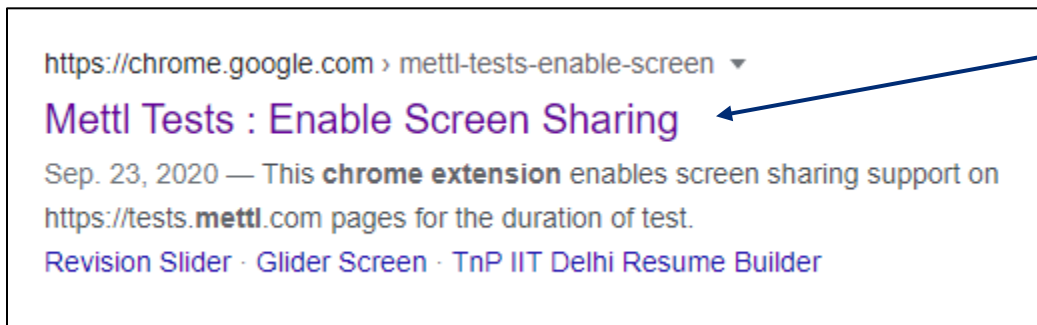 https://chrome.google.com › mettl-tests-enable-screen
Mettl Tests : Enable Screen Sharing
Sep. 23, 2020 — This chrome extension enables screen sharing support on
https://tests.mettl.com pages for the duration of test.
Revision Slider · Glider Screen · TnP IIT Delhi Resume Builder